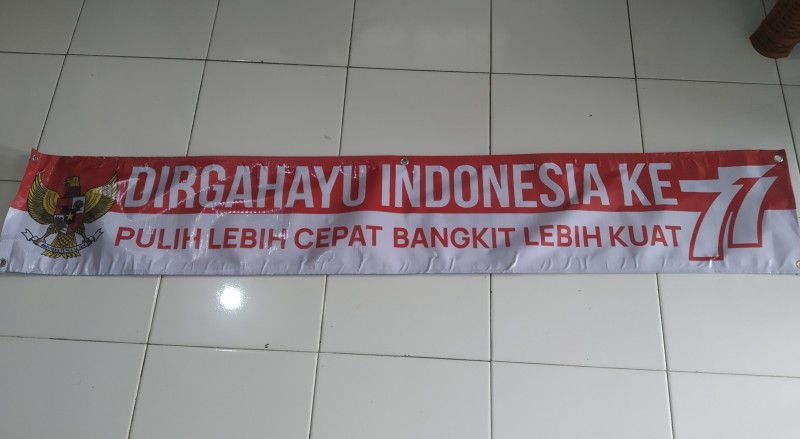 DIRGAHAYU INDONESIA KE 77
PULIH LEBIH CEPAT BANGKIT LEBIH KUAT